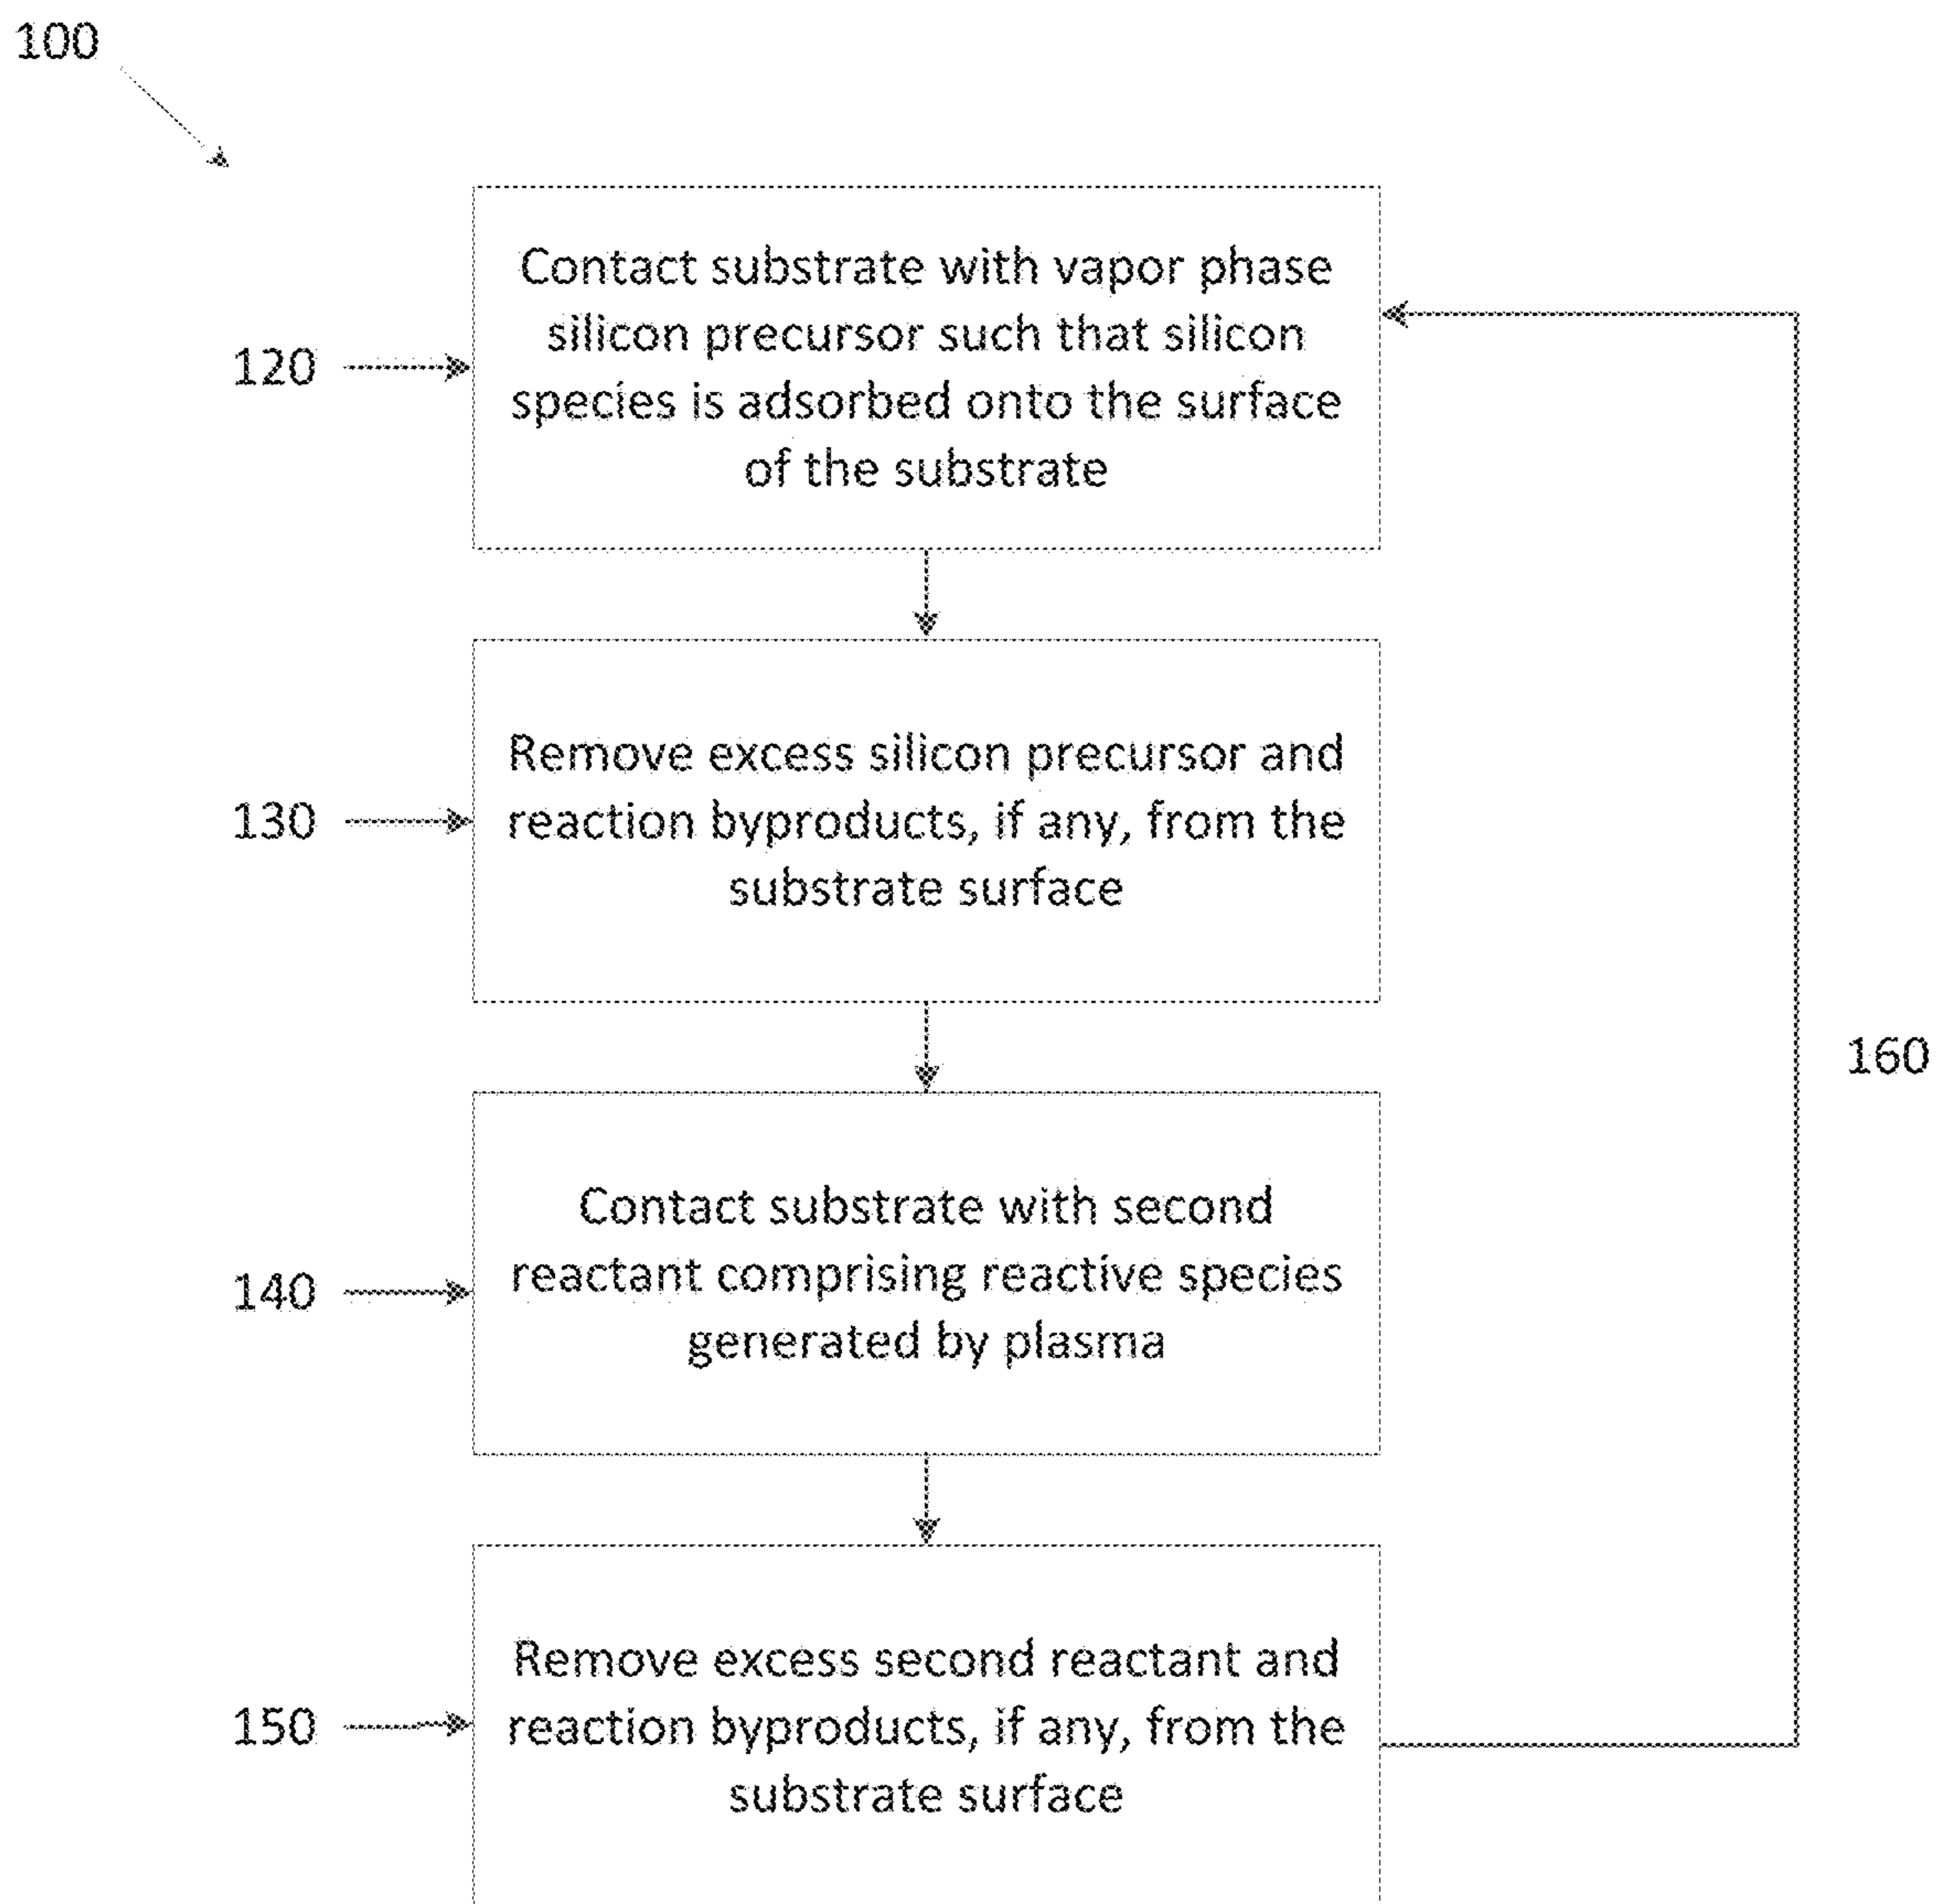 100
Contact substrate with vapor phase
silicon precursor such that silicon
species is adsorbed onto the surface
of the substrate
120
Remove excess silicon precursor and
reaction byproducts, if any, from the
substrate surface
130
160
Contact substrate with second
reactant comprising reactive species
generated by plasma
140
Remove excess second reactant and
reaction byproducts, if any, from the
substrate surface
150